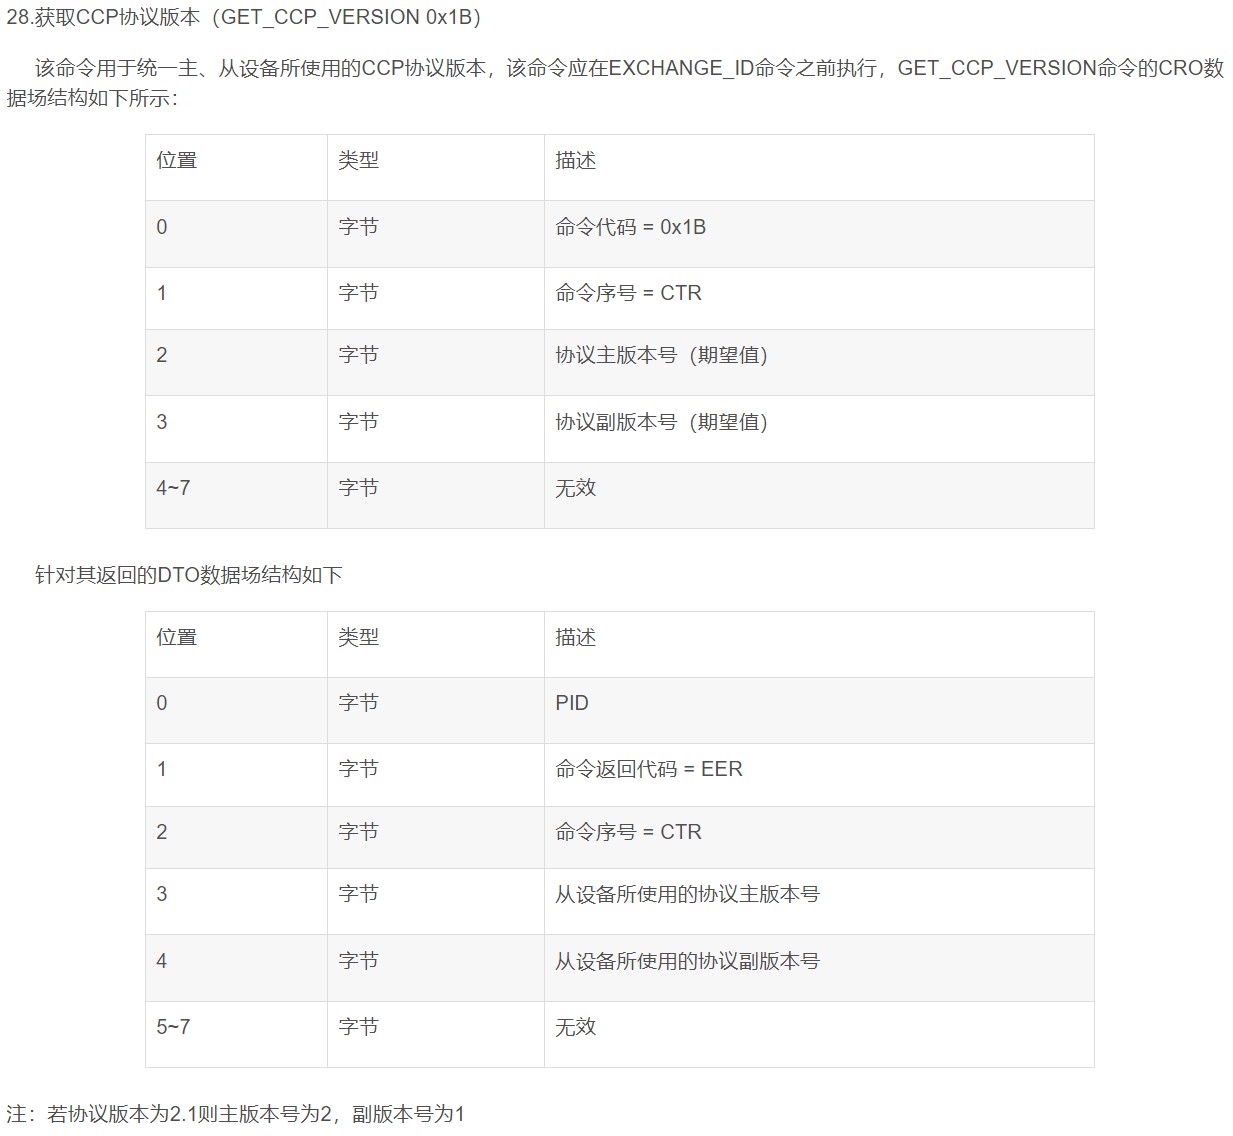 28.获取CCP协议版本（GET_CCP_VERSION 0x1B）
该命令用于统一主、从设备所使用的CCP协议版本，该命令应在EXCHANGE_ID命令之前执行，GET_CCP_VERSION命令的CRO数
据场结构如下所示：
位置 类型 描述
0 字节 命令代码 = 0x1B
1 字节 命令序号 = CTR
2 字节 协议主版本号（期望值）
3 字节 协议副版本号（期望值）
4~7 字节 无效
针对其返回的DTO数据场结构如下
位置 类型 描述
0 字节 PID
1 字节 命令返回代码 = EER
2 字节 命令序号 = CTR
3 字节 从设备所使用的协议主版本号
4 字节 从设备所使用的协议副版本号
5~7 字节 无效
注：若协议版本为2.1则主版本号为2，副版本号为1